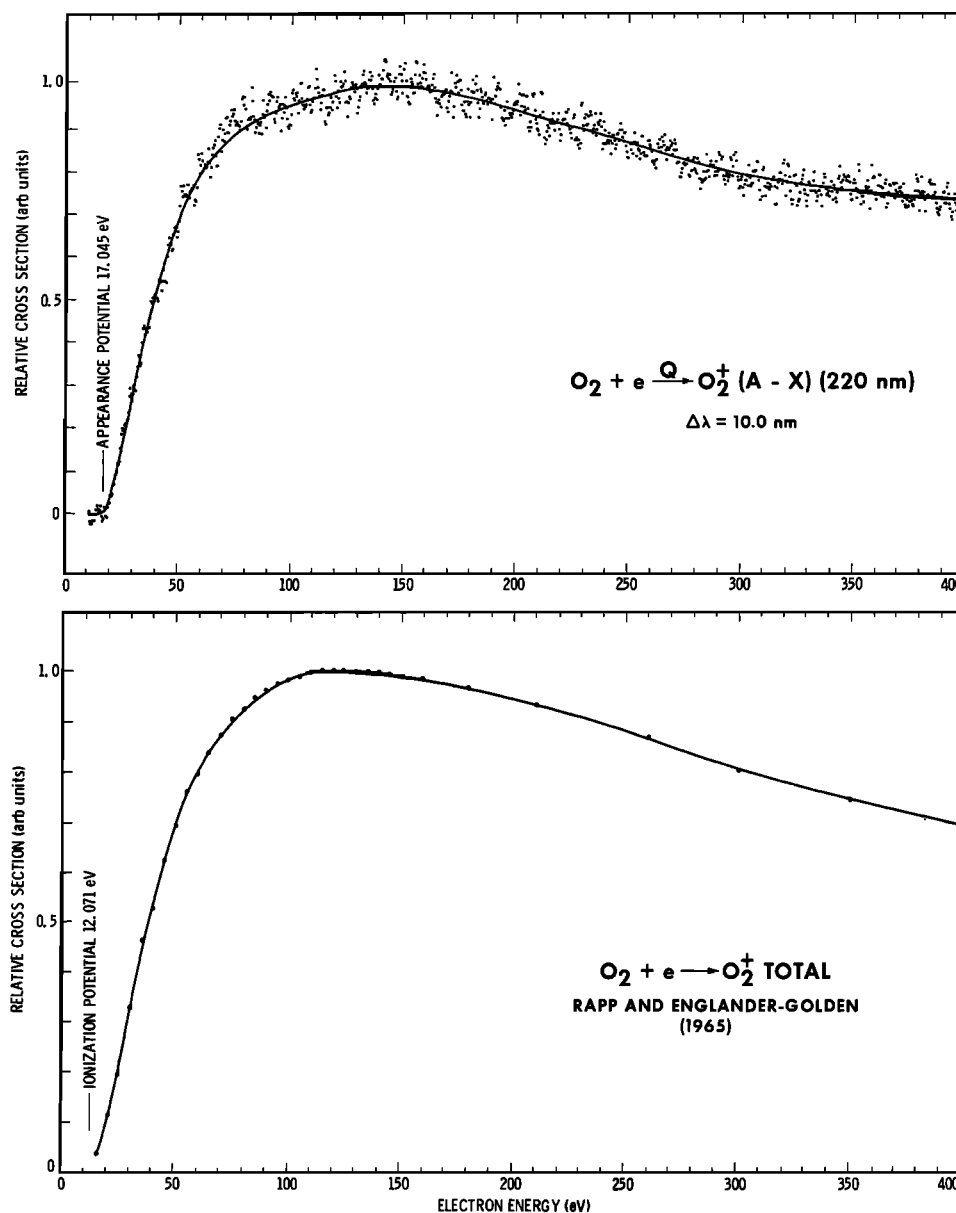 RELATIVE CROSS SECTION (arb units)
1.0
0.5
0
APPEARANCE POTENTIAL 17.045 eV
O2 + e Q→ O2+ (A - X) (220 nm)
Δλ = 10.0 nm
0 50 100 150 200 250 300 350 400
RELATIVE CROSS SECTION (arb units)
1.0
0.5
0
IONIZATION POTENTIAL 12.071 eV
O2 + e → O2+ TOTAL
RAPP AND ENGLANDER-GOLDEN
(1965)
0 50 100 150 200 250 300 350 400
ELECTRON ENERGY (eV)